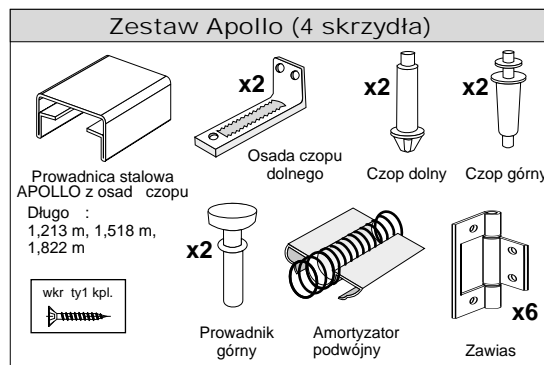 Zestaw Apollo (4 skrzydła)
x2
x2
x2
Osada czopu
dolnego
Czop dolny
Czop górny
Prowadnica stalowa
APOLLO z osad czopu
Długo :
1,213 m, 1,518 m,
1,822 m
wkr ty1 kpl.
x2
Prowadnik
górny
Amortyzator
podwójny
x6
Zawias